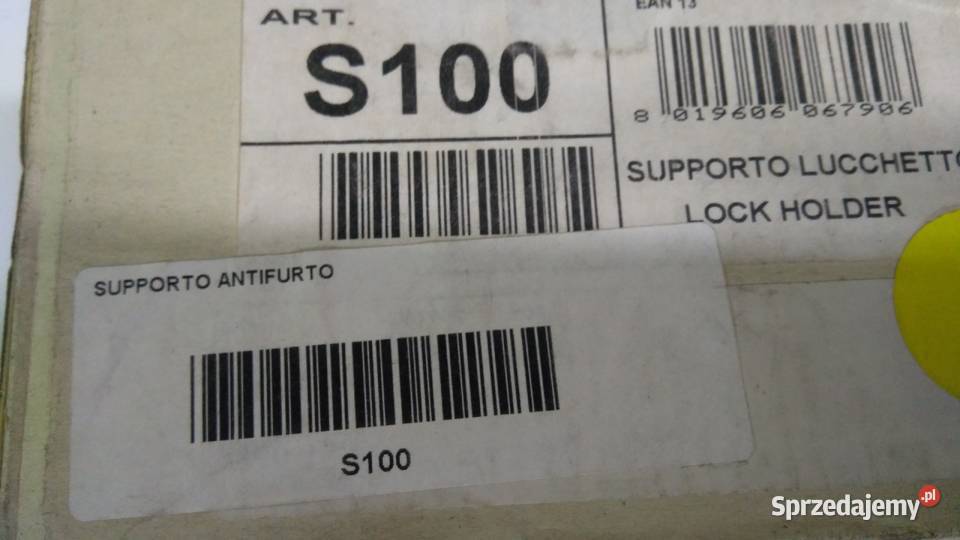 ART.
S100
EAN 13
8 019606 067906
SUPPORTO LUCCHETTO
LOCK HOLDER
SUPPORTO ANTIFURTO
S100
Sprzedajemy.pl